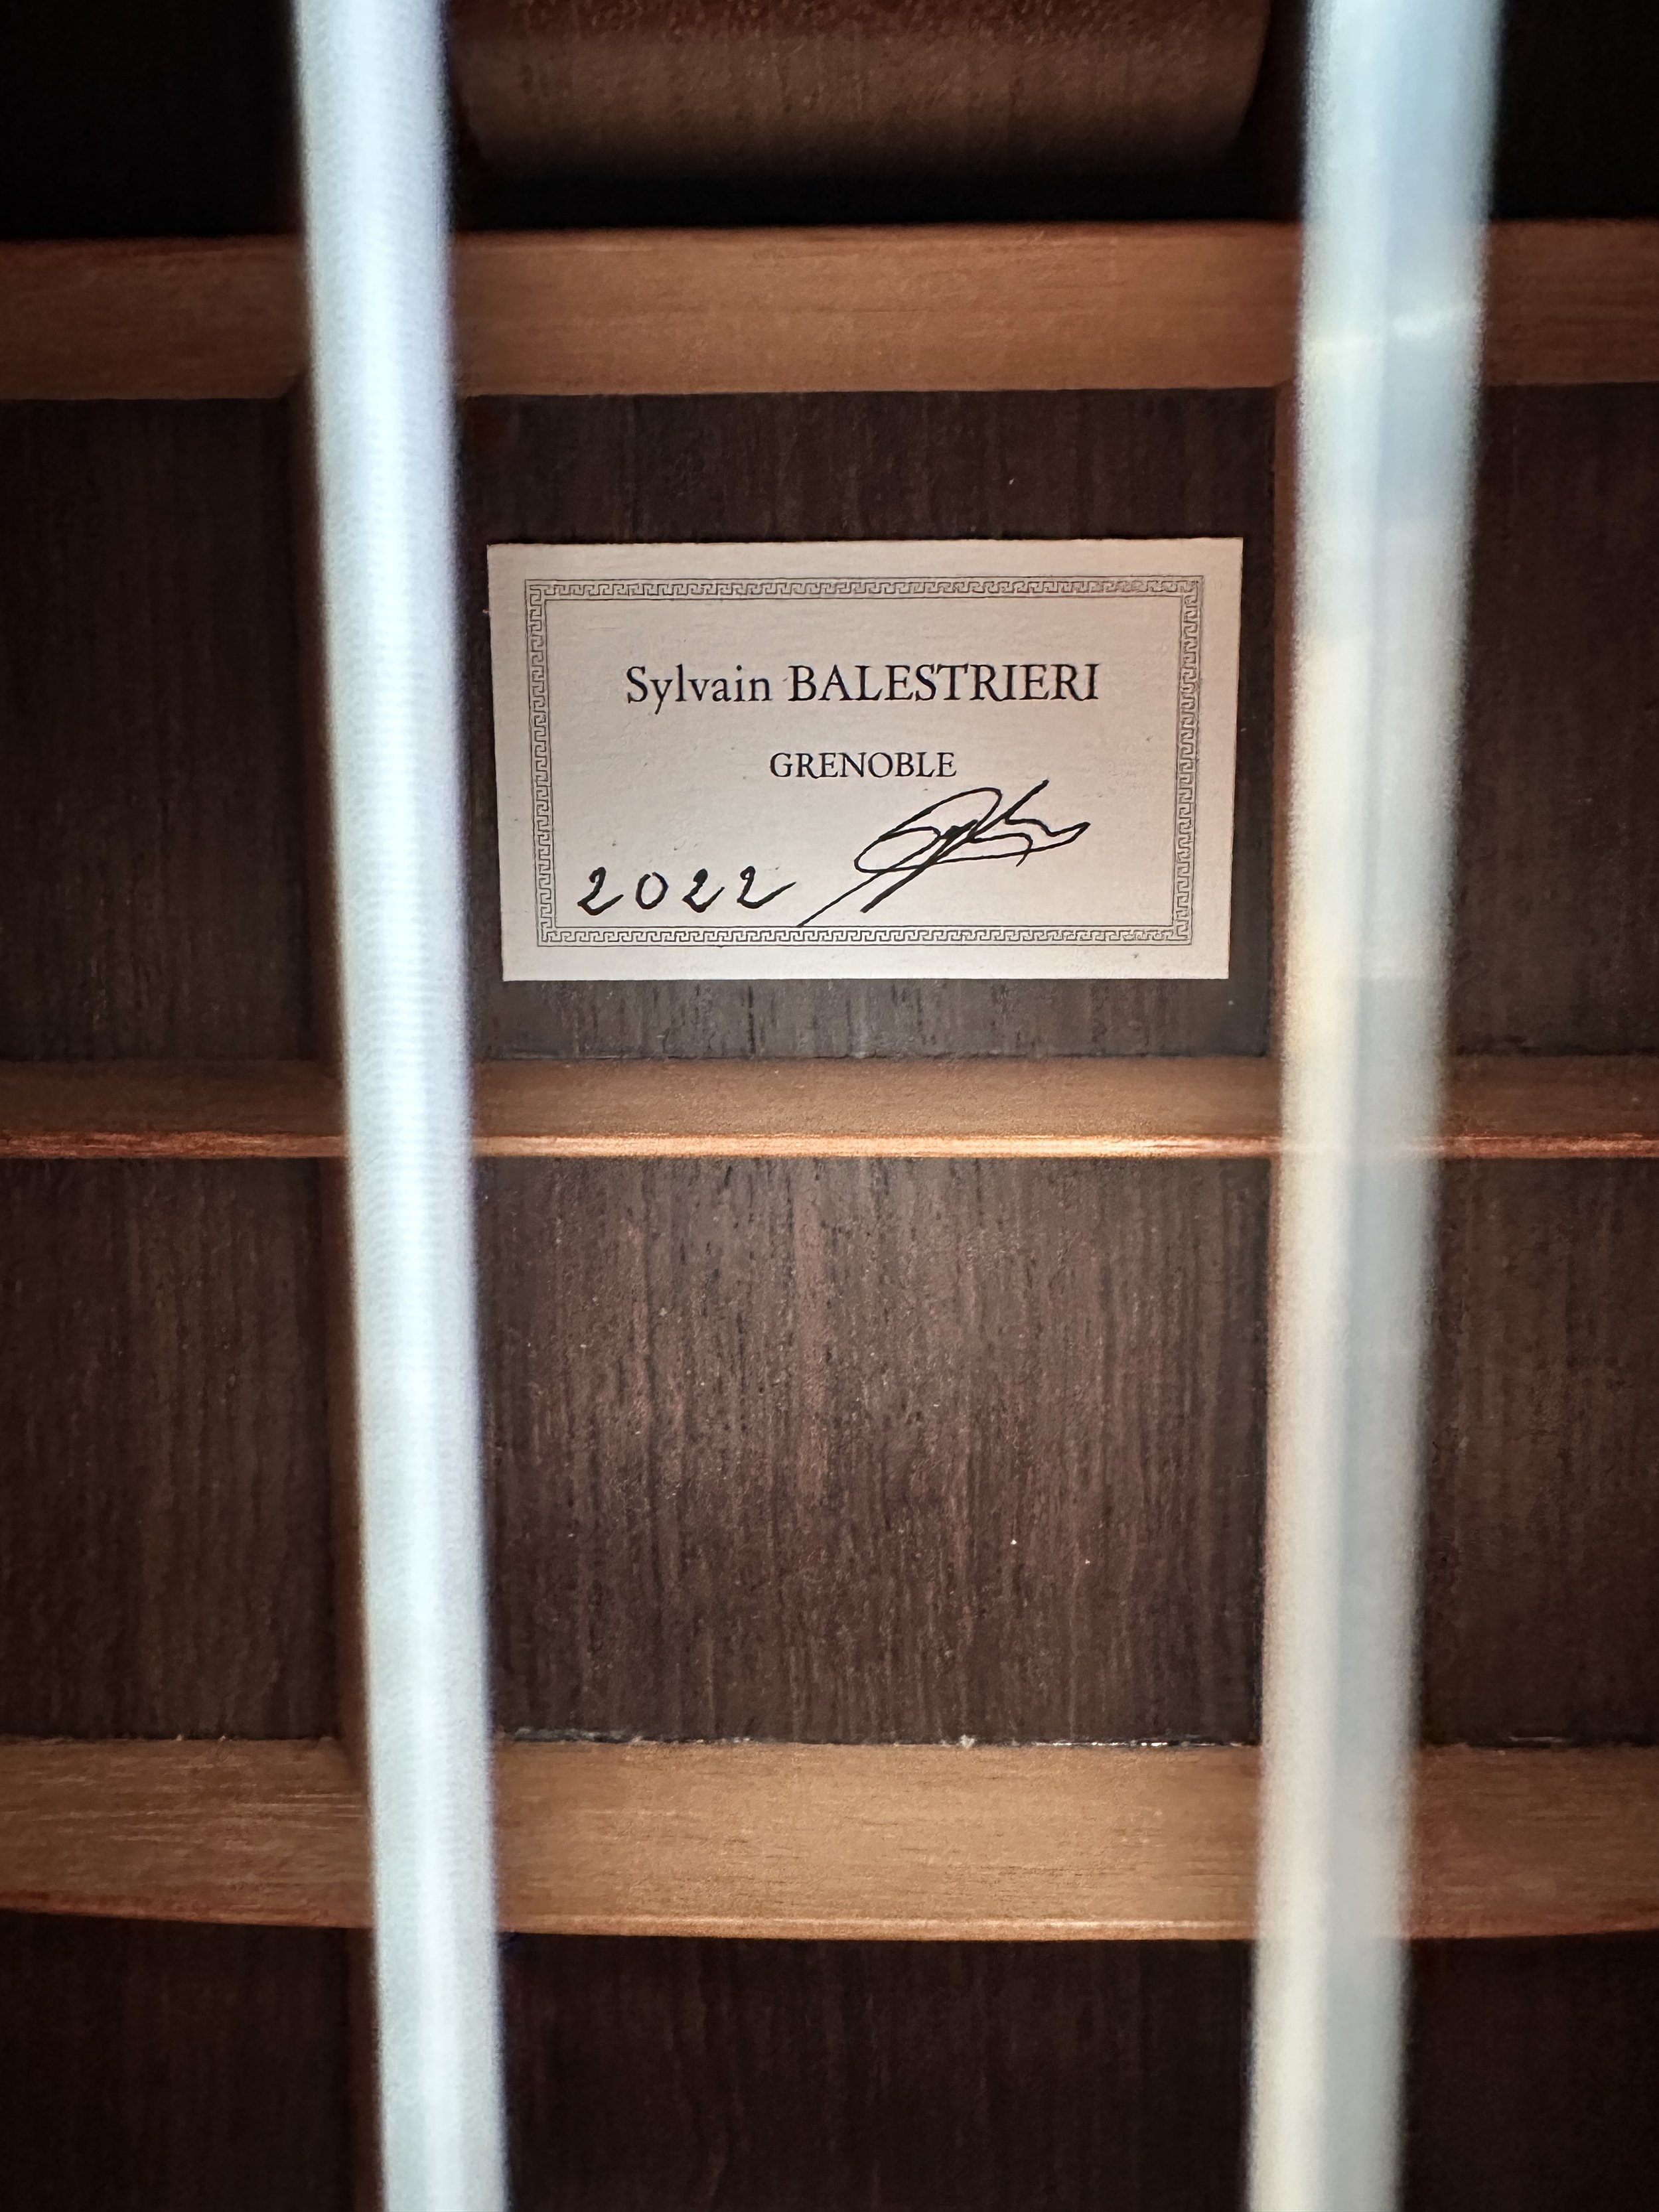 Sylvain BALESTRIERI
GRENOBLE
2022